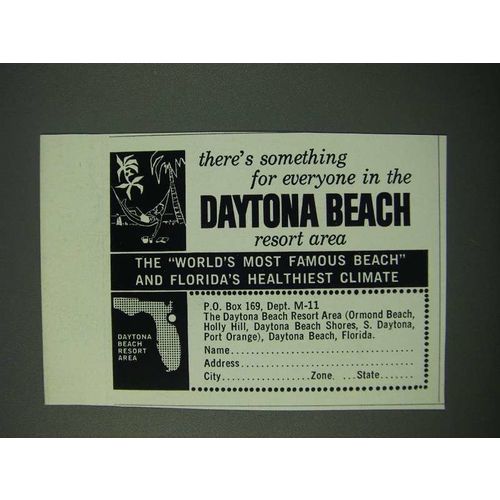 there's something
for everyone in the
DAYTONA BEACH
resort area
THE "WORLD'S MOST FAMOUS BEACH"
AND FLORIDA'S HEALTHIEST CLIMATE
DAYTONA
BEACH
RESORT
AREA
P.O. Box 169, Dept. M-11
The Daytona Beach Resort Area (Ormond Beach,
Holly Hill, Daytona Beach Shores, S. Daytona,
Port Orange), Daytona Beach, Florida.
Name
Address
City Zone State